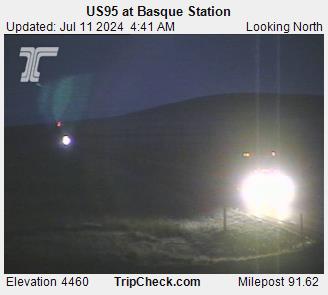 US95 at Basque Station
Updated: Jul 11 2024 4:41 AM Looking North
Elevation 4460 TripCheck.com Milepost 91.62